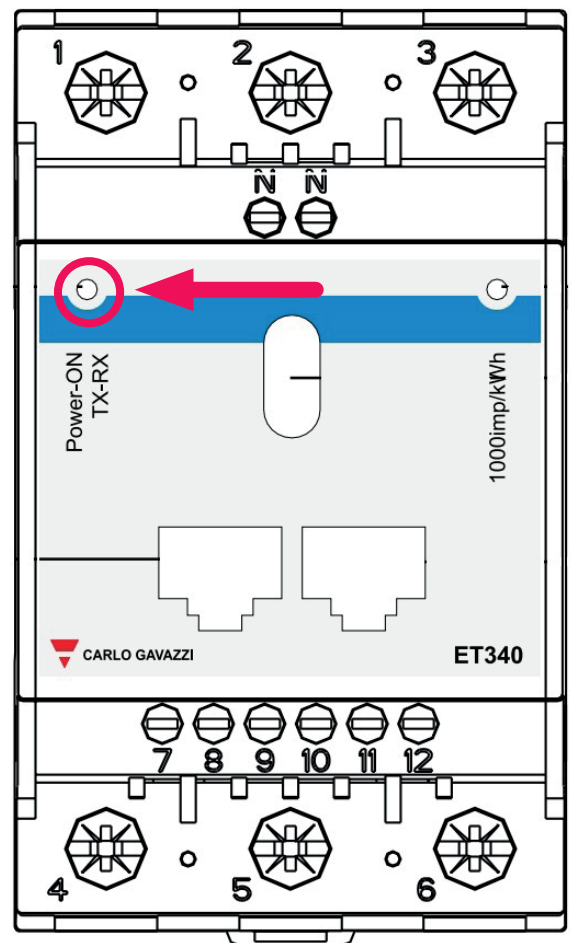 1 2 3
N N
Power-ON
TX-RX
1000imp/kWh
CARLO GAVAZZI
ET340
7 8 9 10 11 12
4 5 6